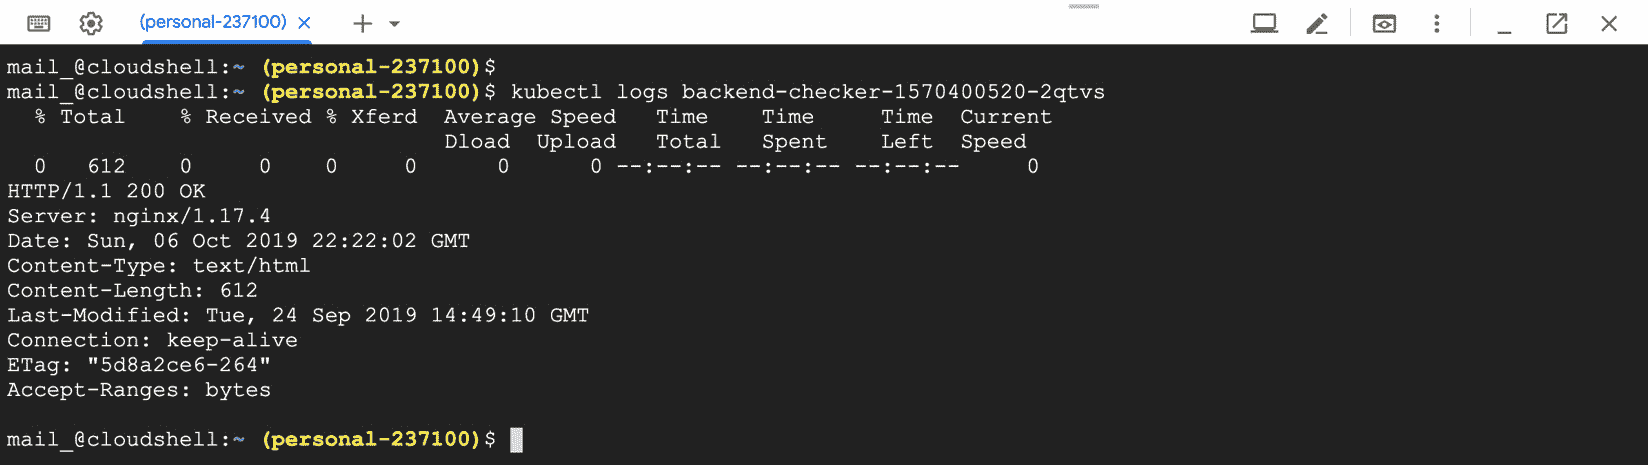 (personal-237100)
mail_@cloudshell:~ (personal-237100)$
mail_@cloudshell:~ (personal-237100)$ kubectl logs backend-checker-1570400520-2qtvs
  % Total    % Received % Xferd  Average Speed   Time    Time     Time  Current
                                 Dload  Upload   Total   Spent    Left  Speed
  0   612    0     0    0     0      0      0 --:--:-- --:--:-- --:--:--     0
HTTP/1.1 200 OK
Server: nginx/1.17.4
Date: Sun, 06 Oct 2019 22:22:02 GMT
Content-Type: text/html
Content-Length: 612
Last-Modified: Tue, 24 Sep 2019 14:49:10 GMT
Connection: keep-alive
ETag: "5d8a2ce6-264"
Accept-Ranges: bytes
mail_@cloudshell:~ (personal-237100)$